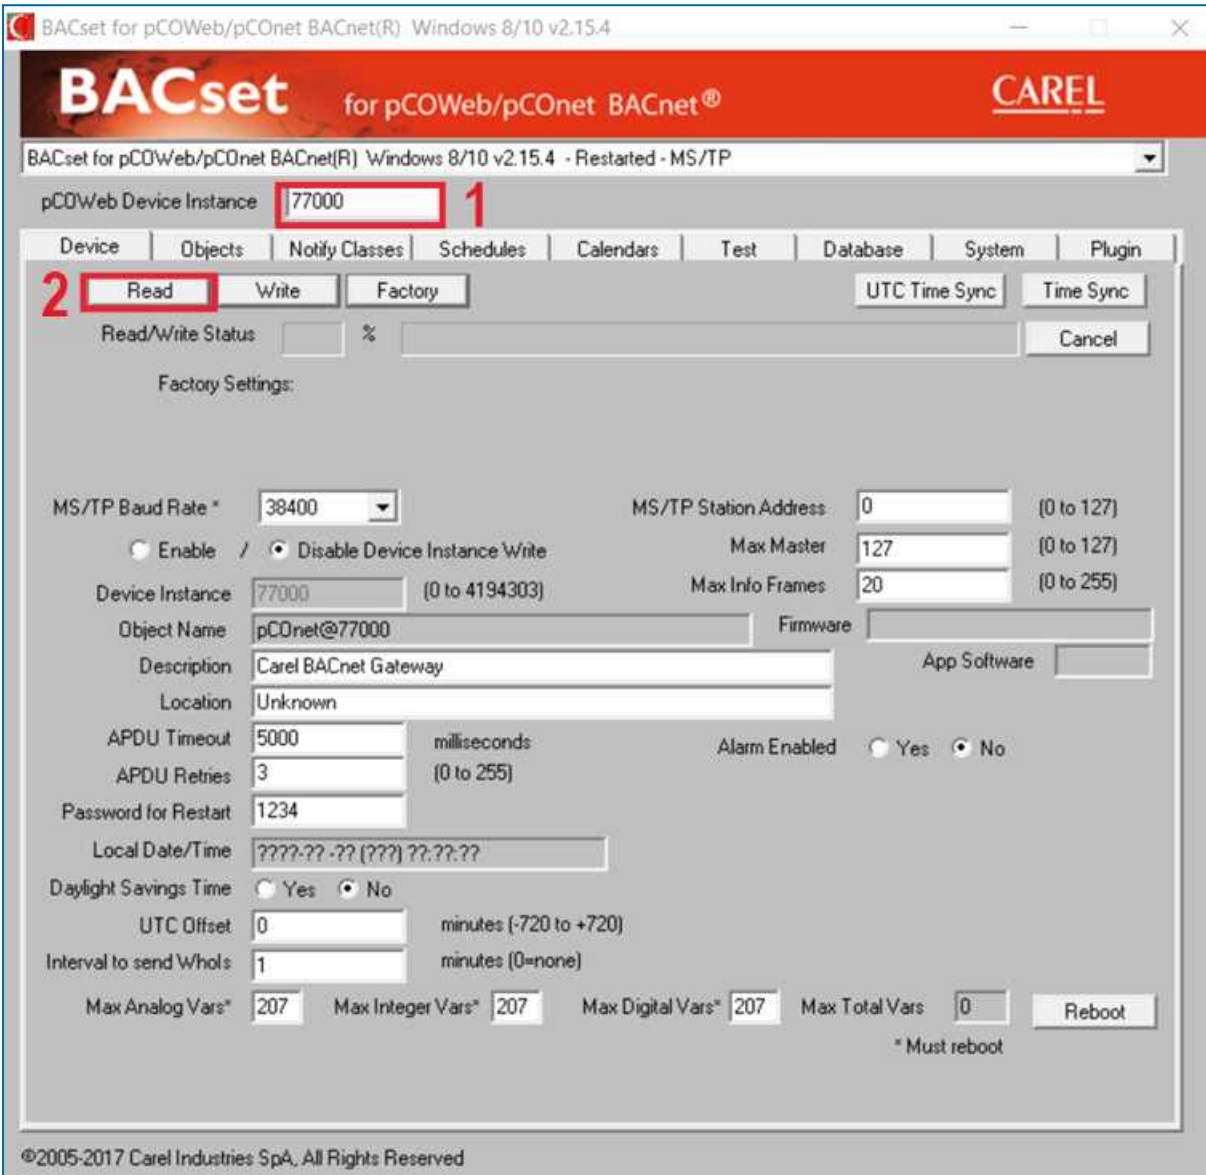 BACset for pCOWeb/pCOnet BACnet(R) Windows 8/10 v2.15.4
BACset for pCOWeb/pCOnet BACnet® CAREL
BACset for pCOWeb/pCOnet BACnet(R) Windows 8/10 v2.15.4 - Restarted - MS/TP
pCOWeb Device Instance 77000 1
Device Objects Notify Classes Schedules Calendars Test Database System Plugin
2 Read Write Factory UTC Time Sync Time Sync
Read/Write Status % Cancel
Factory Settings:
MS/TP Baud Rate * 38400 MS/TP Station Address 0 (0 to 127)
Enable / Disable Device Instance Write Max Master 127 (0 to 127)
Device Instance 77000 (0 to 4194303) Max Info Frames 20 (0 to 255)
Object Name pCOnet@77000 Firmware
Description Carel BACnet Gateway App Software
Location Unknown
APDU Timeout 5000 milliseconds Alarm Enabled Yes No
APDU Retries 3 (0 to 255)
Password for Restart 1234
Local Date/Time ????-?? -?? (???) ??:??:??
Daylight Savings Time Yes No
UTC Offset 0 minutes (-720 to +720)
Interval to send WhoIs 1 minutes (0=none)
Max Analog Vars* 207 Max Integer Vars* 207 Max Digital Vars* 207 Max Total Vars 0 Reboot
* Must reboot
©2005-2017 Carel Industries SpA, All Rights Reserved